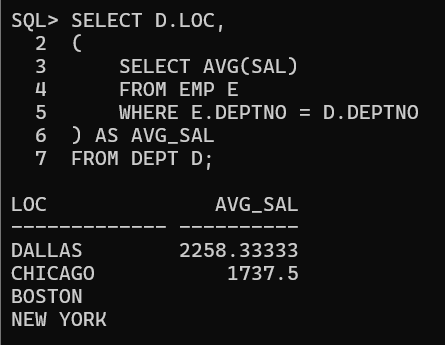 SQL> SELECT D.LOC,
  2  (
  3      SELECT AVG(SAL)
  4      FROM EMP E
  5      WHERE E.DEPTNO = D.DEPTNO
  6  ) AS AVG_SAL
  7  FROM DEPT D;

LOC              AVG_SAL
------------- ----------
DALLAS        2258.33333
CHICAGO           1737.5
BOSTON
NEW YORK